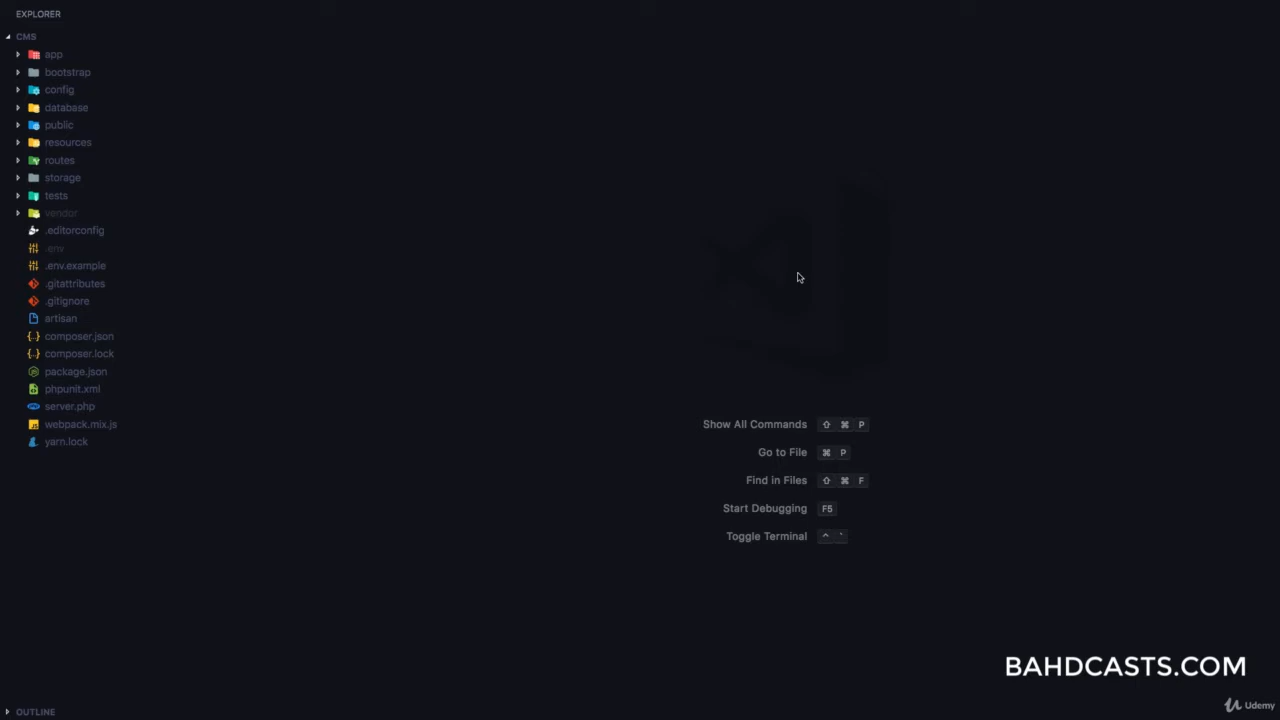 EXPLORER
CMS
app
bootstrap
config
database
public
resources
routes
storage
tests
vendor
.editorconfig
.env
.env.example
.gitattributes
.gitignore
artisan
composer.json
composer.lock
package.json
phpunit.xml
server.php
webpack.mix.js
yarn.lock
Show All Commands ⇧ ⌘ P
Go to File ⌘ P
Find in Files ⇧ ⌘ F
Start Debugging F5
Toggle Terminal ^ `
BAHDCASTS.COM
Udemy
OUTLINE